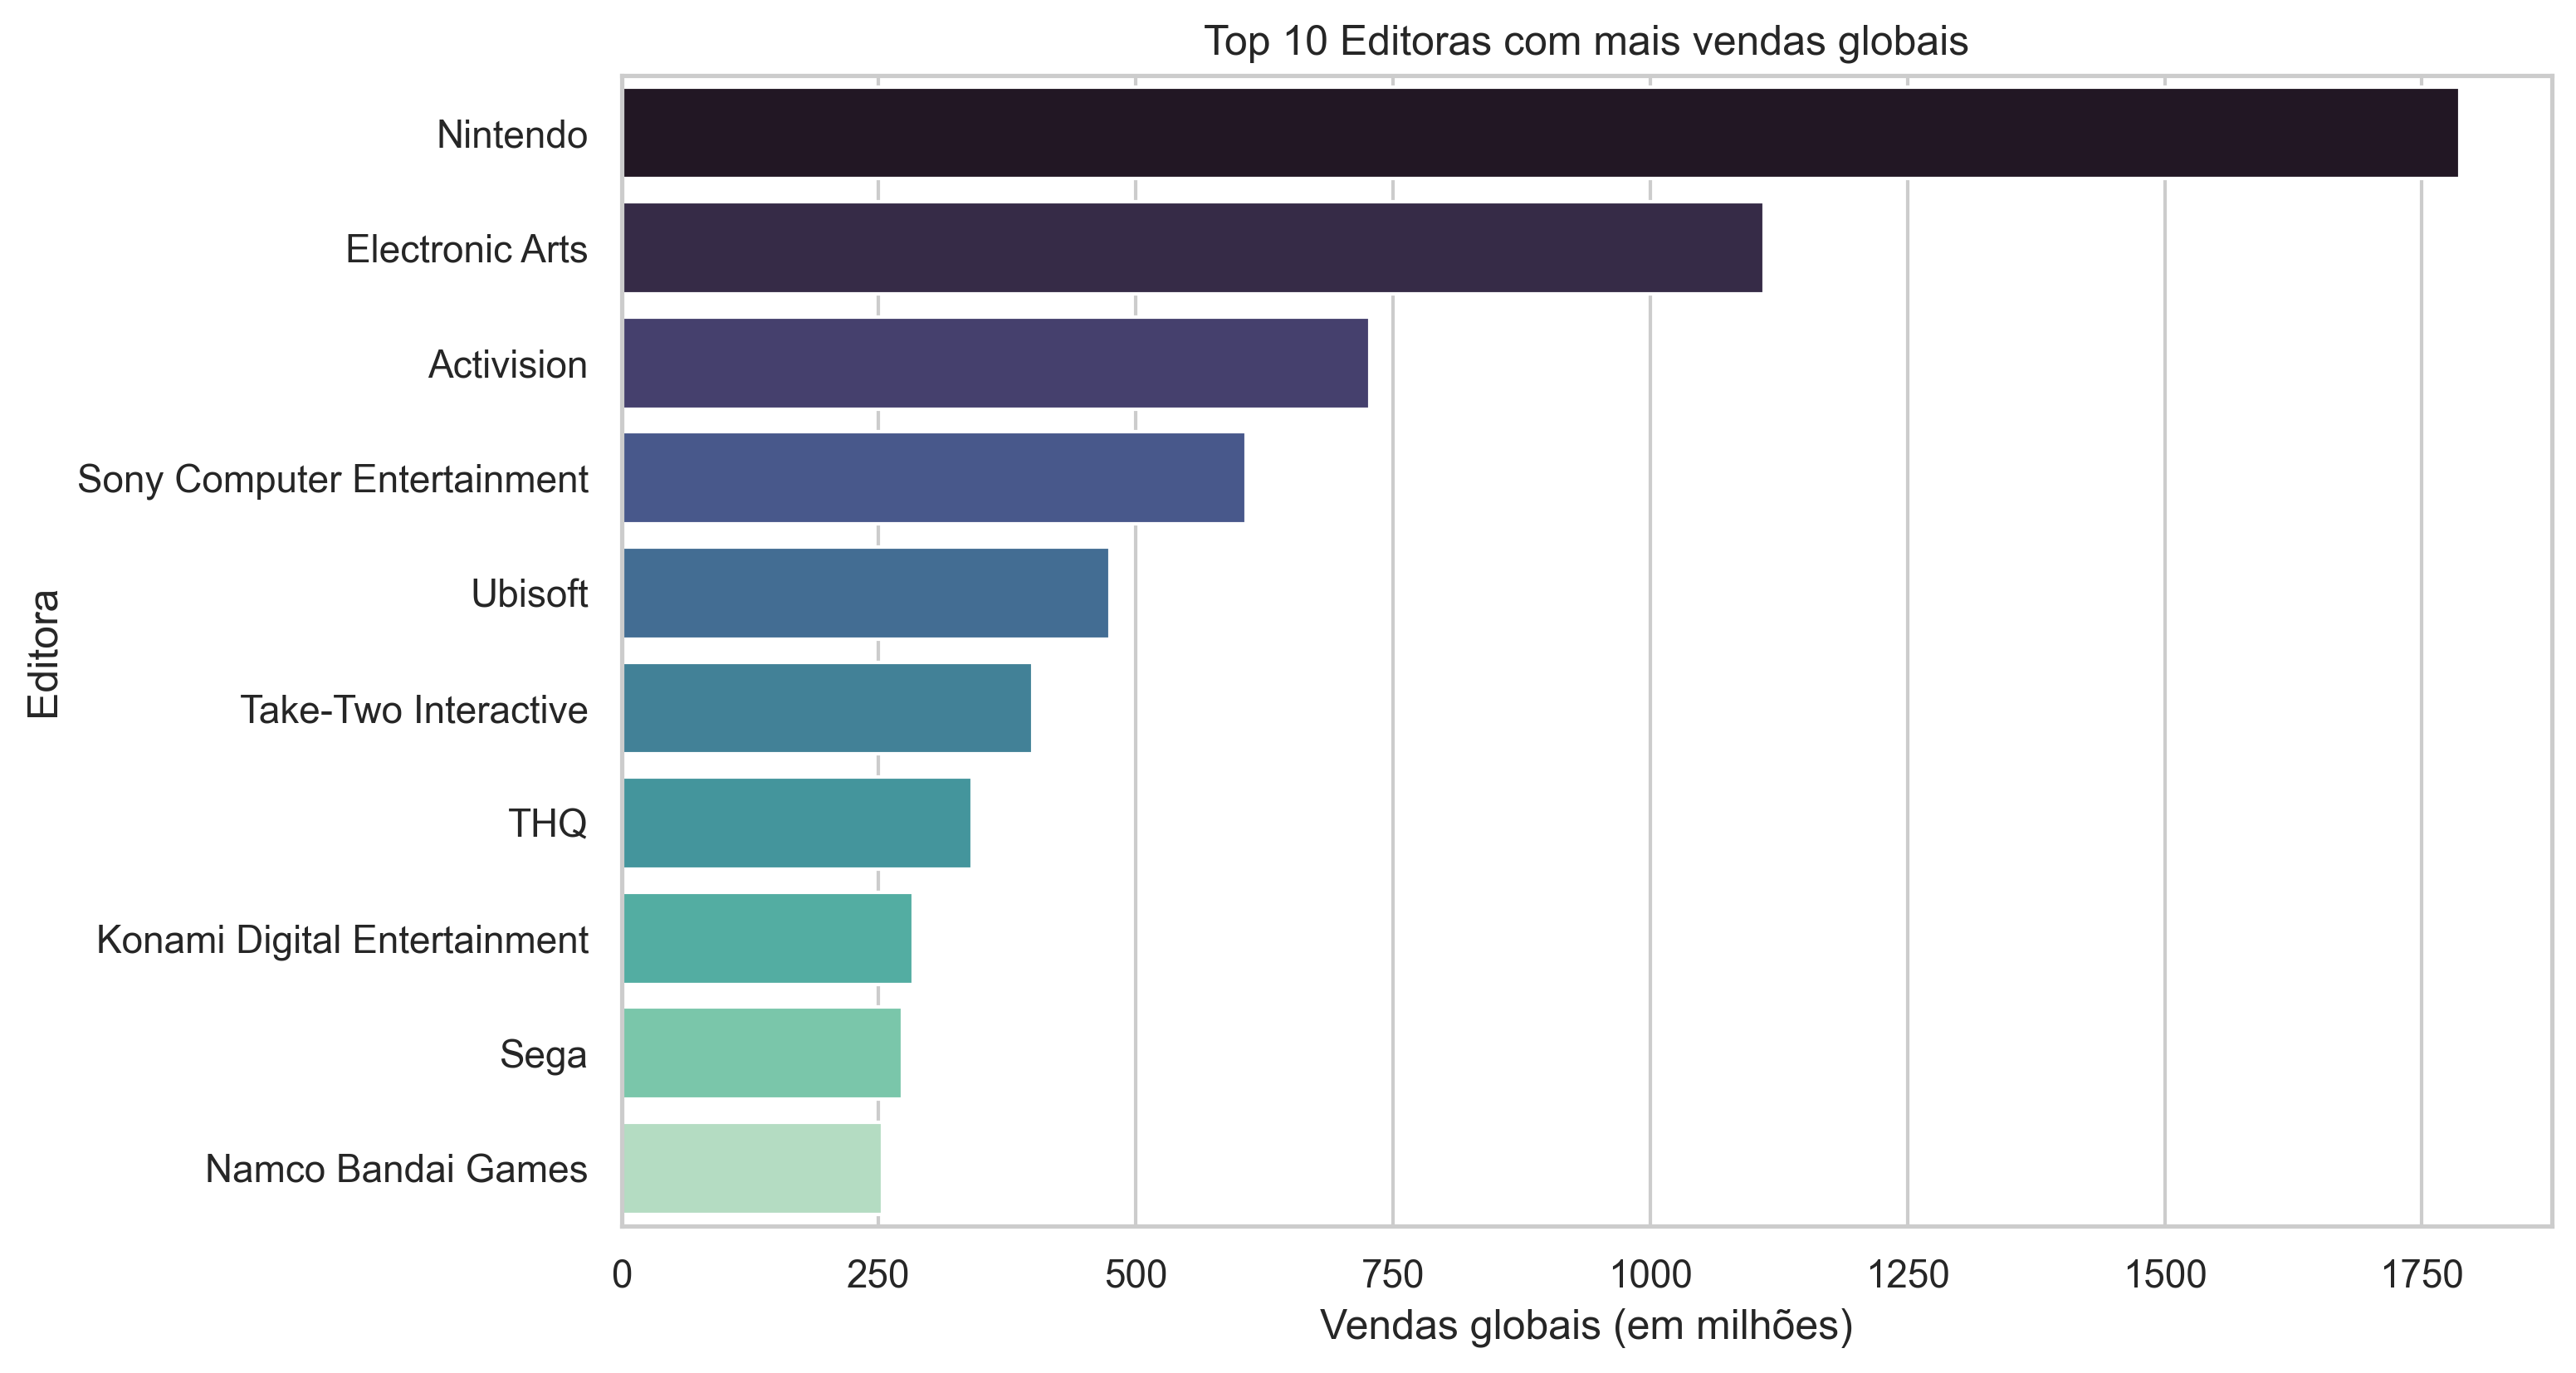 Top 10 Editoras com mais vendas globais
Nintendo
Electronic Arts
Activision
Sony Computer Entertainment
Ubisoft
Take-Two Interactive
THQ
Konami Digital Entertainment
Sega
Namco Bandai Games
Editora
0 250 500 750 1000 1250 1500 1750
Vendas globais (em milhões)